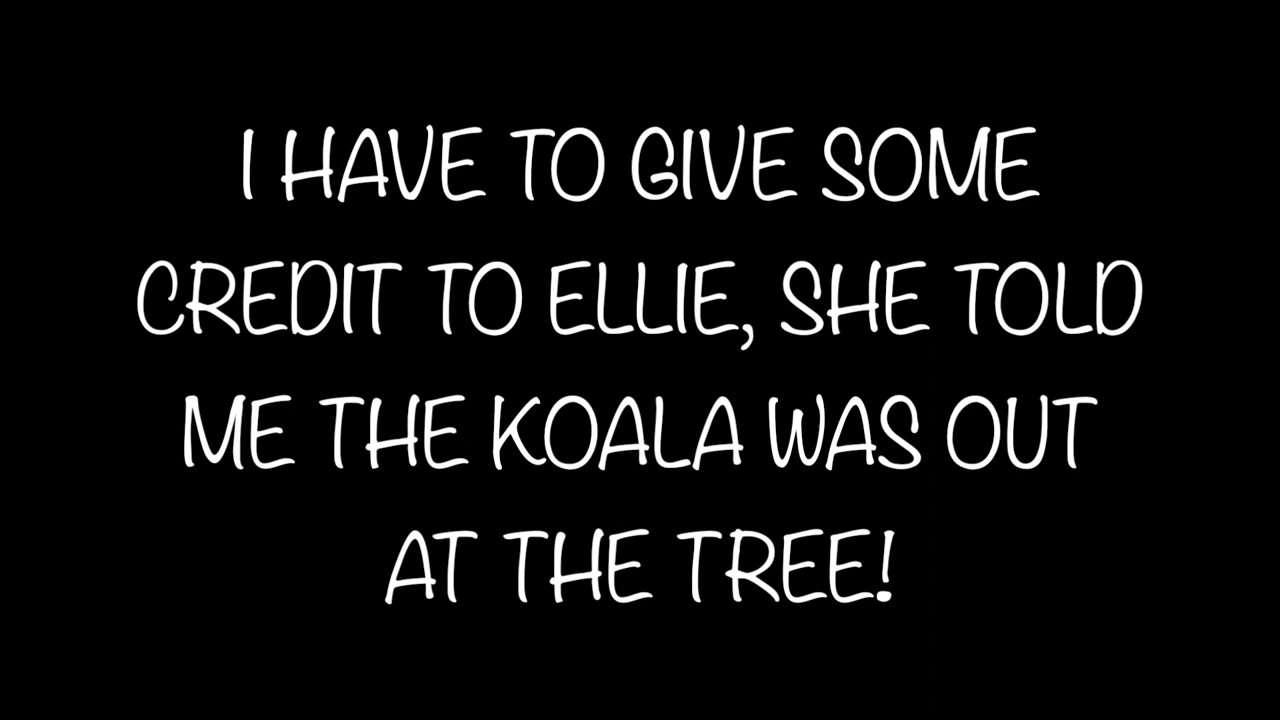 I HAVE TO GIVE SOME
CREDIT TO ELLIE, SHE TOLD
ME THE KOALA WAS OUT
AT THE TREE!